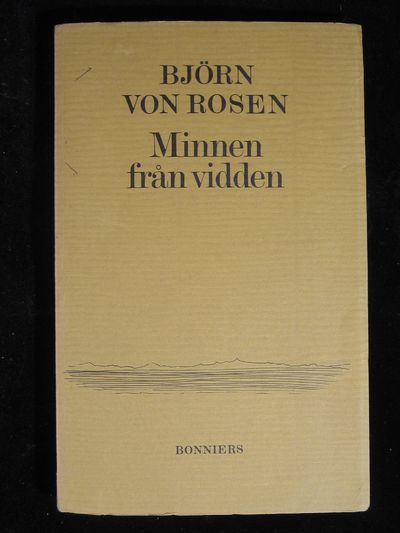 BJÖRN
VON ROSEN
Minnen
från vidden
BONNIERS